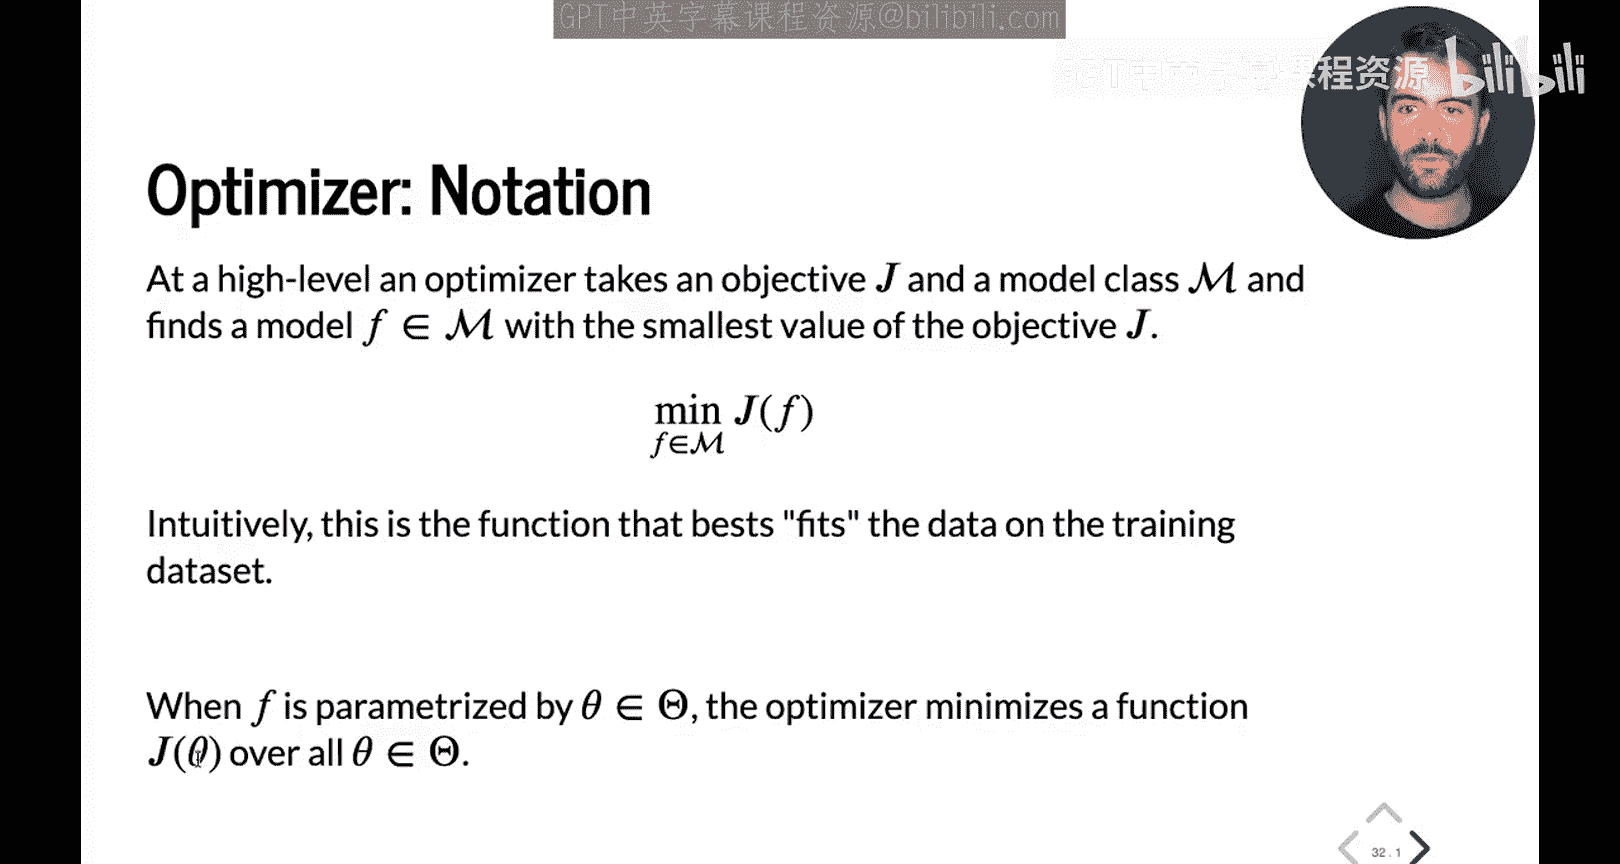 GPT中英字幕课程资源@bilibili.com
课程资源 bilibili
Optimizer: Notation
At a high-level an optimizer takes an objective J and a model class ℳ and
finds a model f ∈ ℳ with the smallest value of the objective J.
min J(f)
f∈ℳ
Intuitively, this is the function that bests "fits" the data on the training
dataset.
When f is parametrized by θ ∈ Θ, the optimizer minimizes a function
J(θ) over all θ ∈ Θ.
32.1